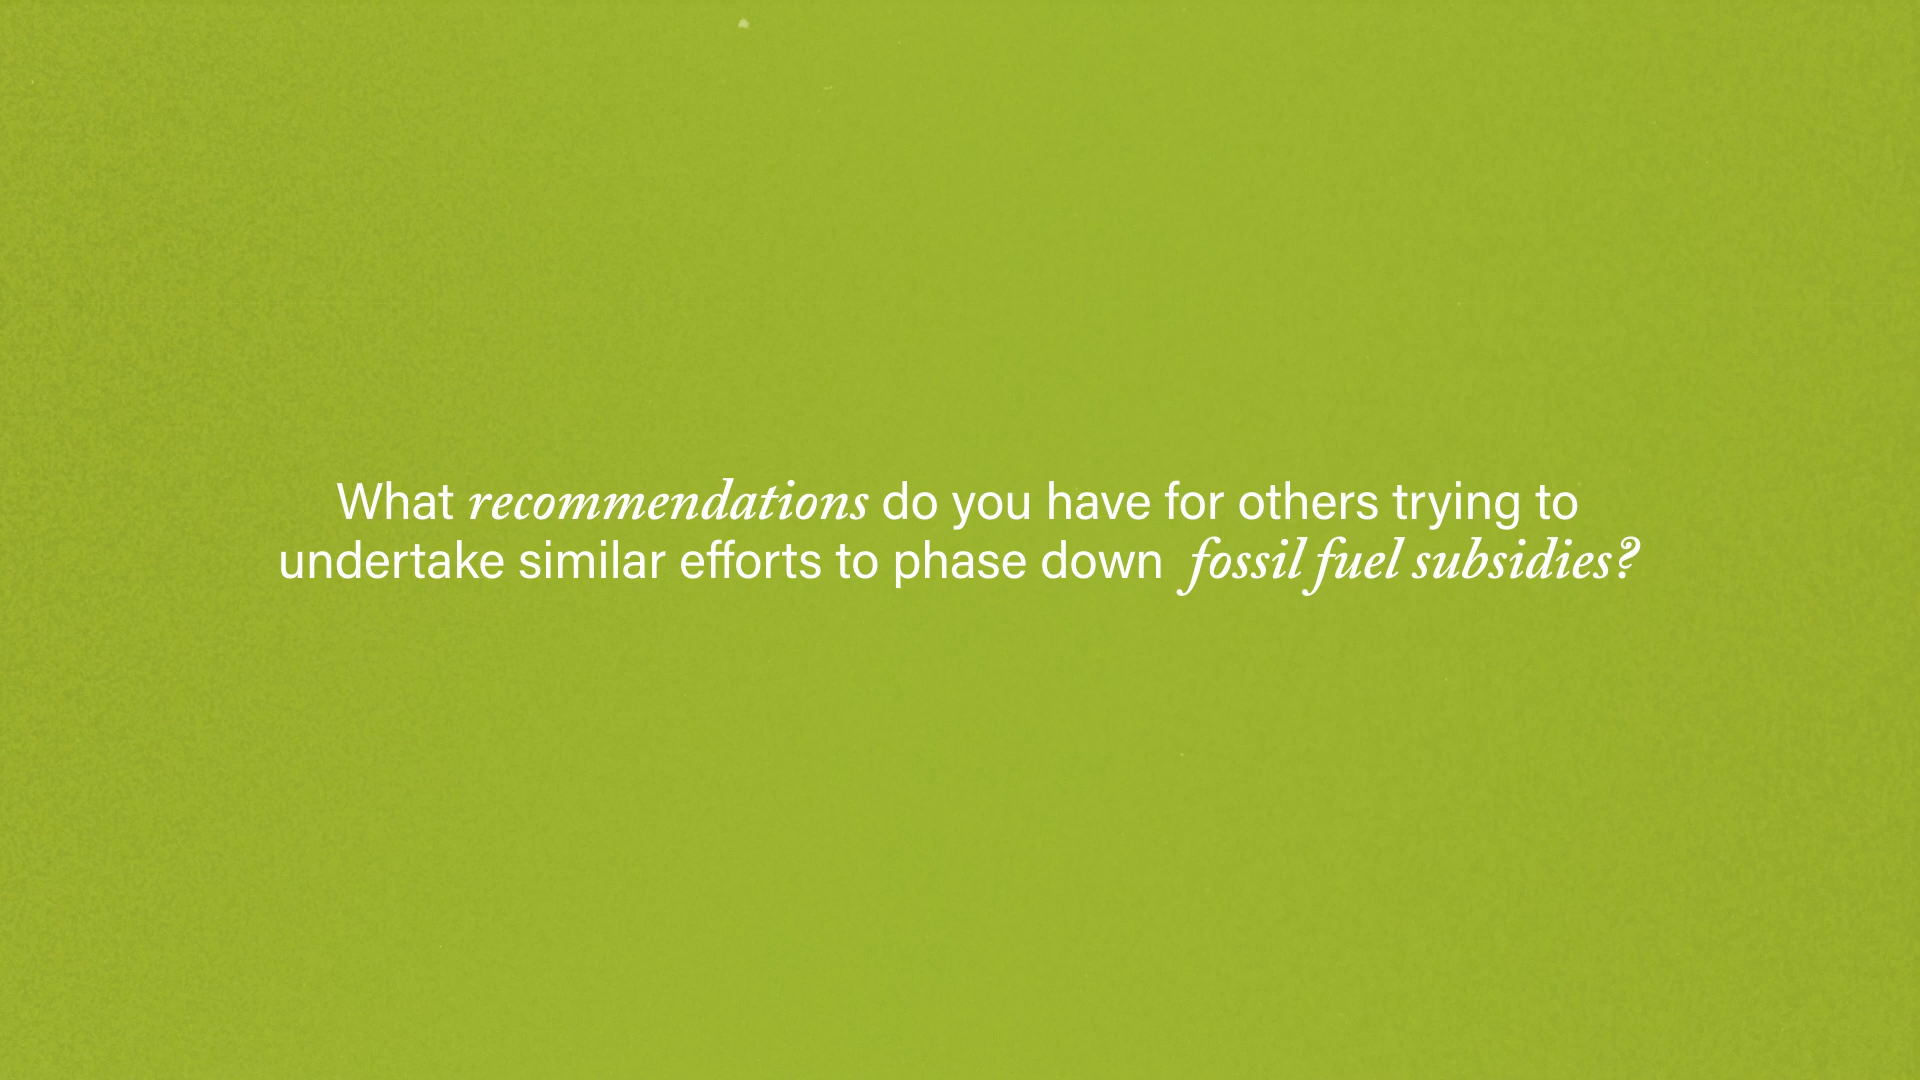 What recommendations do you have for others trying to
undertake similar efforts to phase down fossil fuel subsidies?